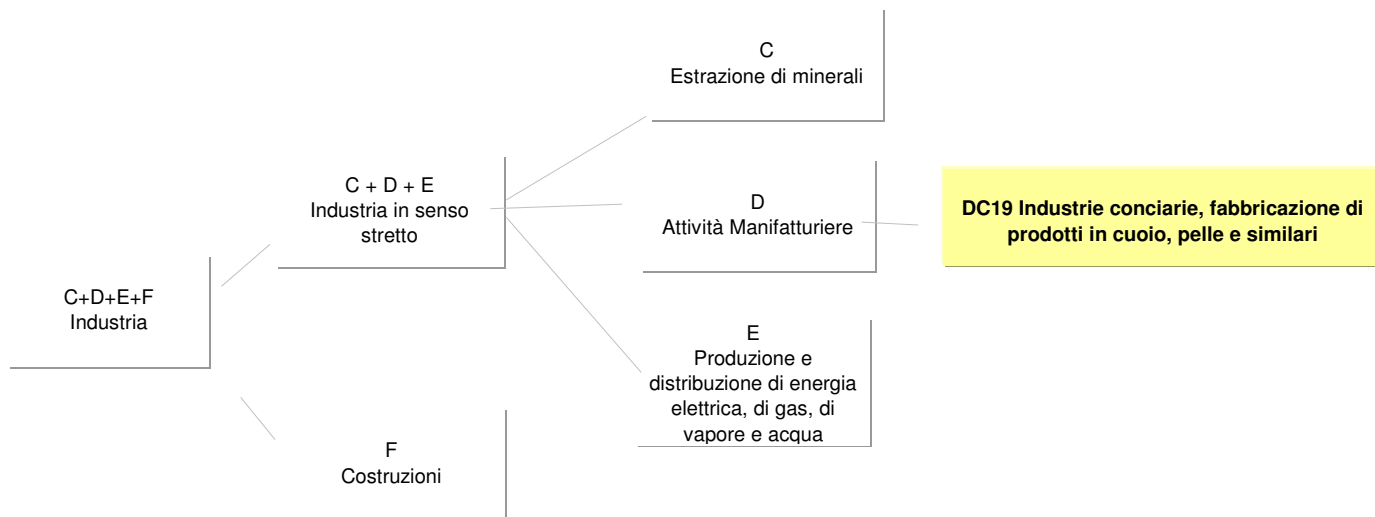 C
Estrazione di minerali
C + D + E
Industria in senso
stretto
D
Attività Manifatturiere
DC19 Industrie conciarie, fabbricazione di
prodotti in cuoio, pelle e similari
C+D+E+F
Industria
E
Produzione e
distribuzione di energia
elettrica, di gas, di
vapore e acqua
F
Costruzioni